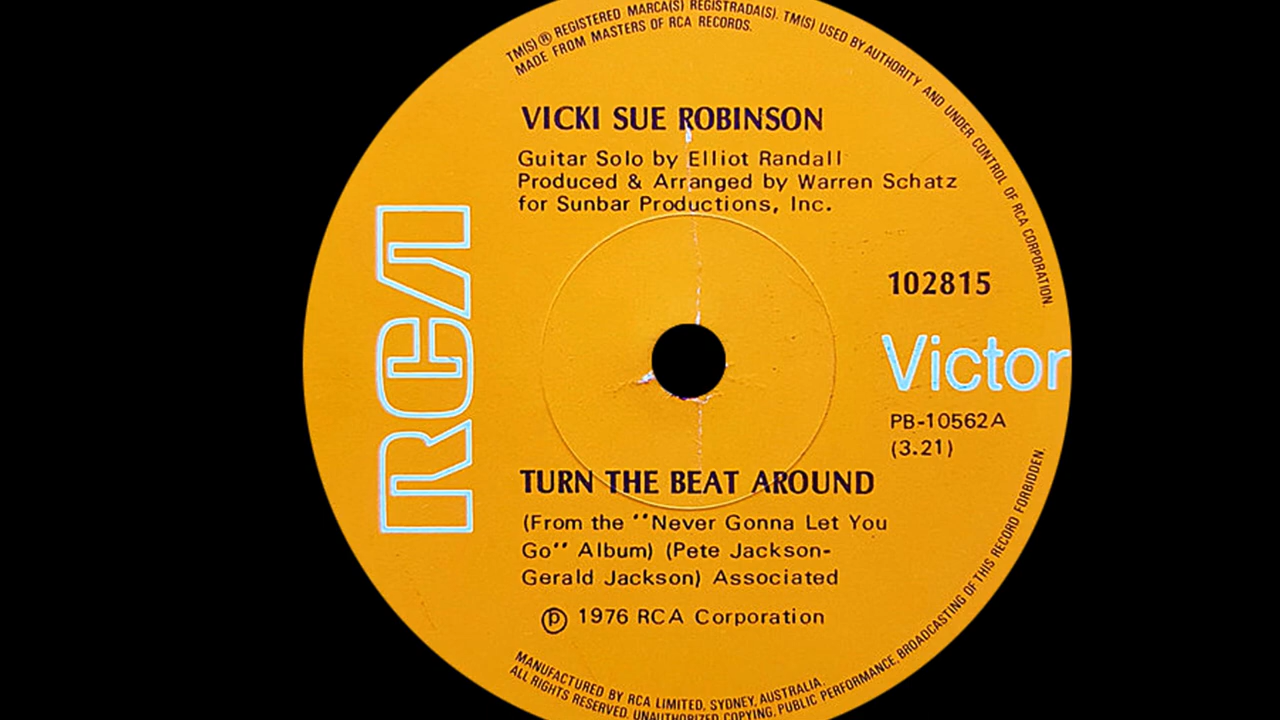 TM(S) ® REGISTERED MARCA(S) REGISTRADA(S). TM(S) USED BY AUTHORITY AND UNDER CONTROL OF RCA CORPORATION.
MADE FROM MASTERS OF RCA RECORDS.
VICKI SUE ROBINSON
Guitar Solo by Elliot Randall
Produced & Arranged by Warren Schatz
for Sunbar Productions, Inc.
RCA
102815
Victor
PB-10562A
(3.21)
TURN THE BEAT AROUND
(From the "Never Gonna Let You
Go" Album) (Pete Jackson-
Gerald Jackson) Associated
℗ 1976 RCA Corporation
MANUFACTURED BY RCA LIMITED, SYDNEY, AUSTRALIA.
ALL RIGHTS RESERVED. UNAUTHORIZED COPYING, PUBLIC PERFORMANCE, BROADCASTING OF THIS RECORD FORBIDDEN.